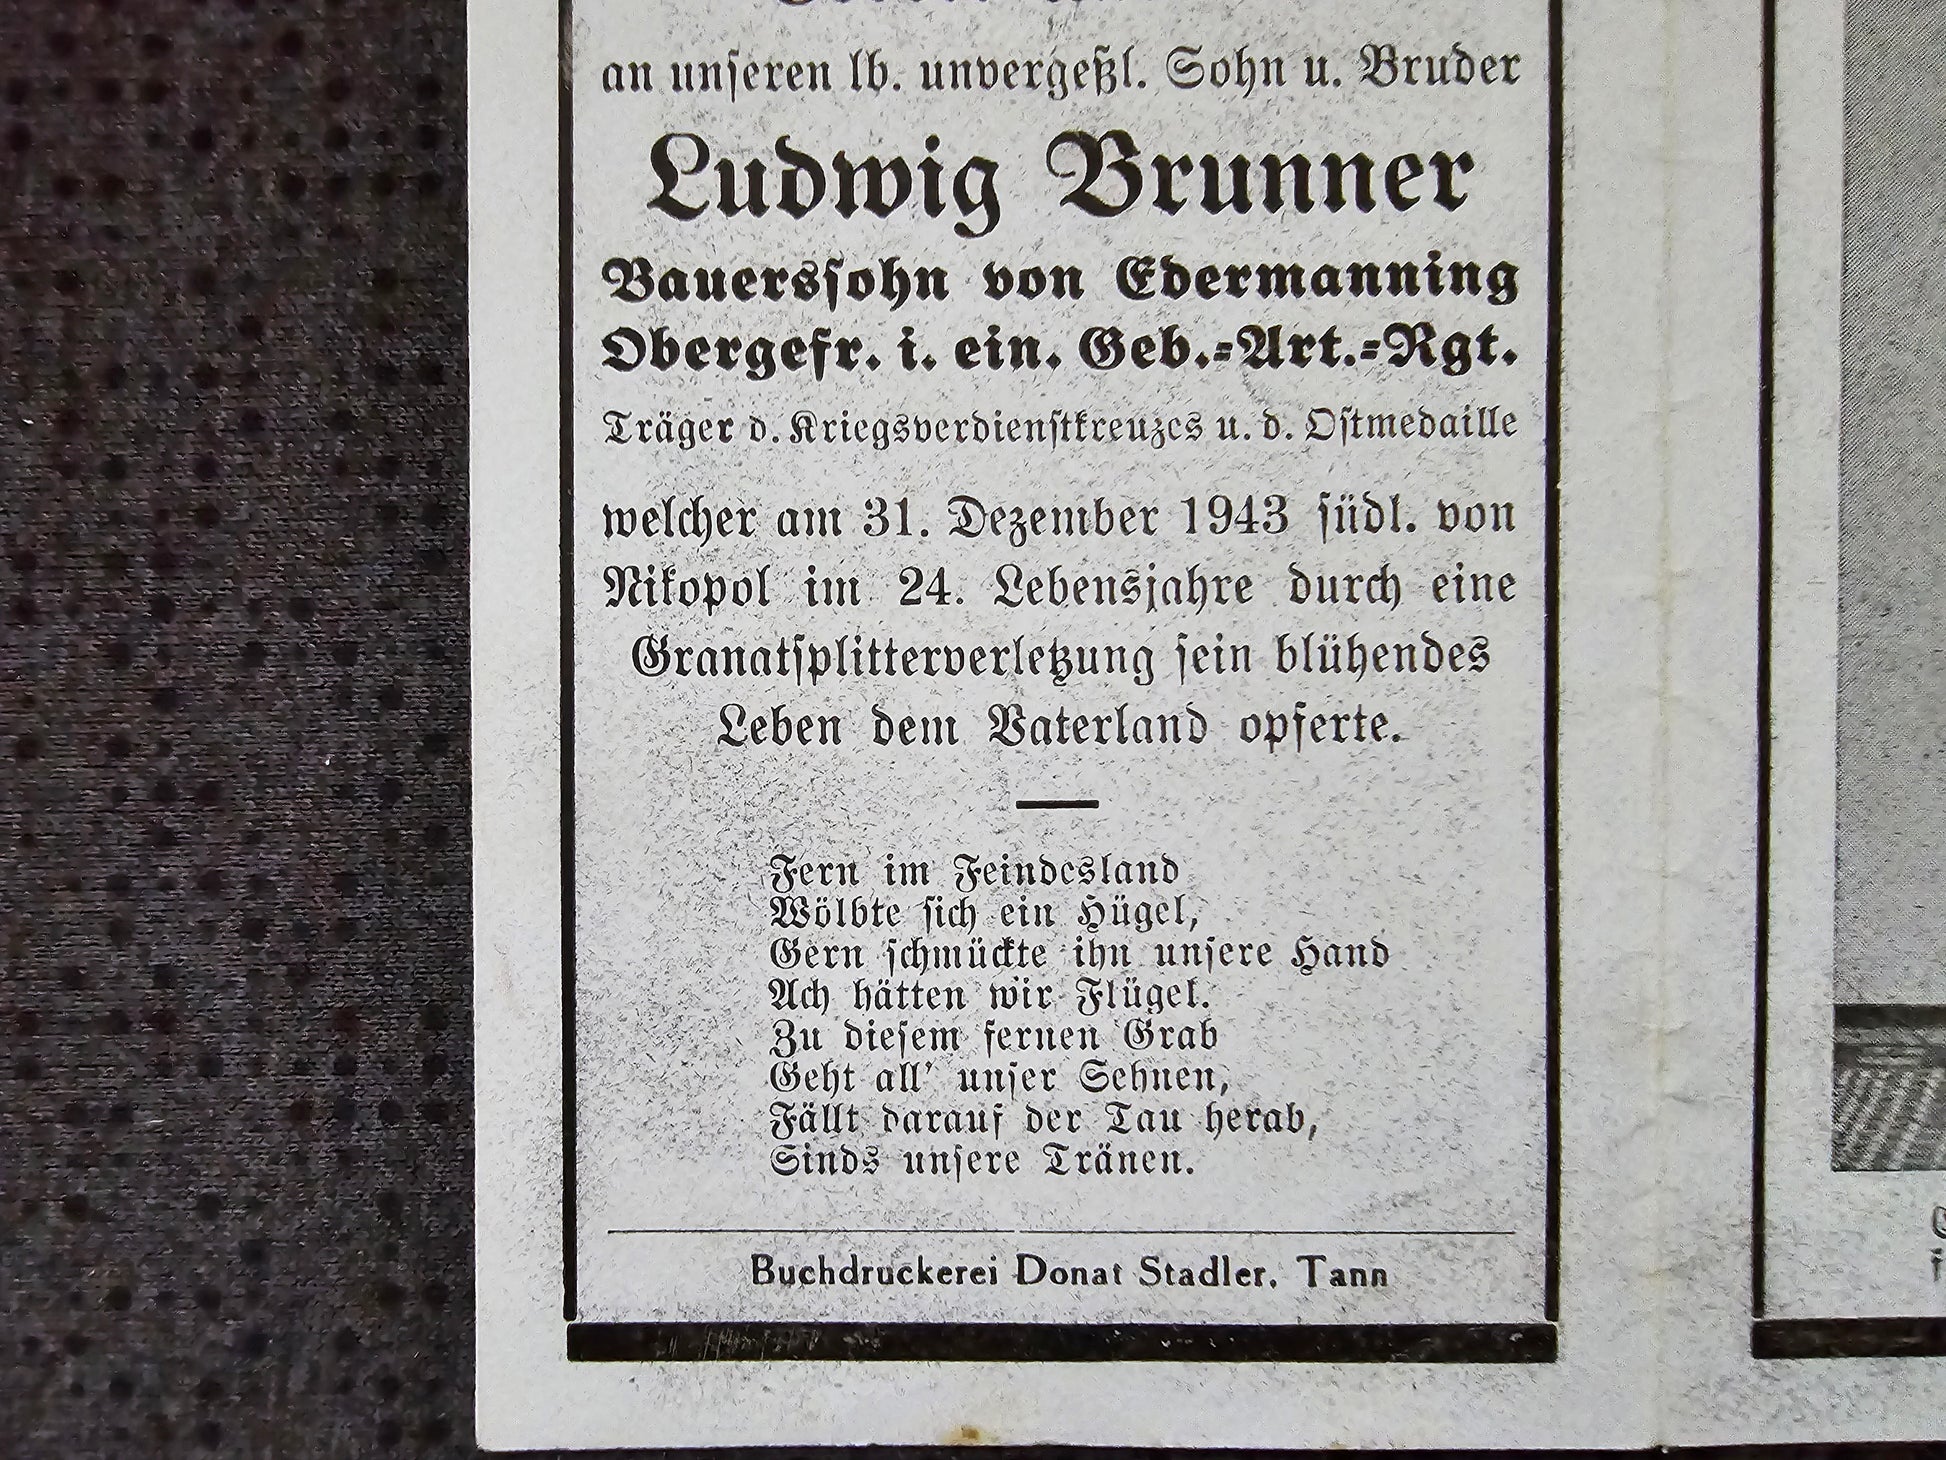 an unseren lb. unvergeßl. Sohn u. Bruder
Ludwig Brunner
Bauerssohn von Edermanning
Obergefr. i. ein. Geb.-Art.-Rgt.
Träger d. Kriegsverdienstkreuzes u. d. Ostmedaille
welcher am 31. Dezember 1943 südl. von
Nikopol im 24. Lebensjahre durch eine
Granatsplitterverletzung sein blühendes
Leben dem Vaterland opferte.
Fern im Feindesland
Wölbte sich ein Hügel,
Gern schmückte ihn unsere Hand
Ach hätten wir Flügel.
Zu diesem fernen Grab
Geht all' unser Sehnen,
Fällt darauf der Tau herab,
Sinds unsere Tränen.
Buchdruckerei Donat Stadler, Tann